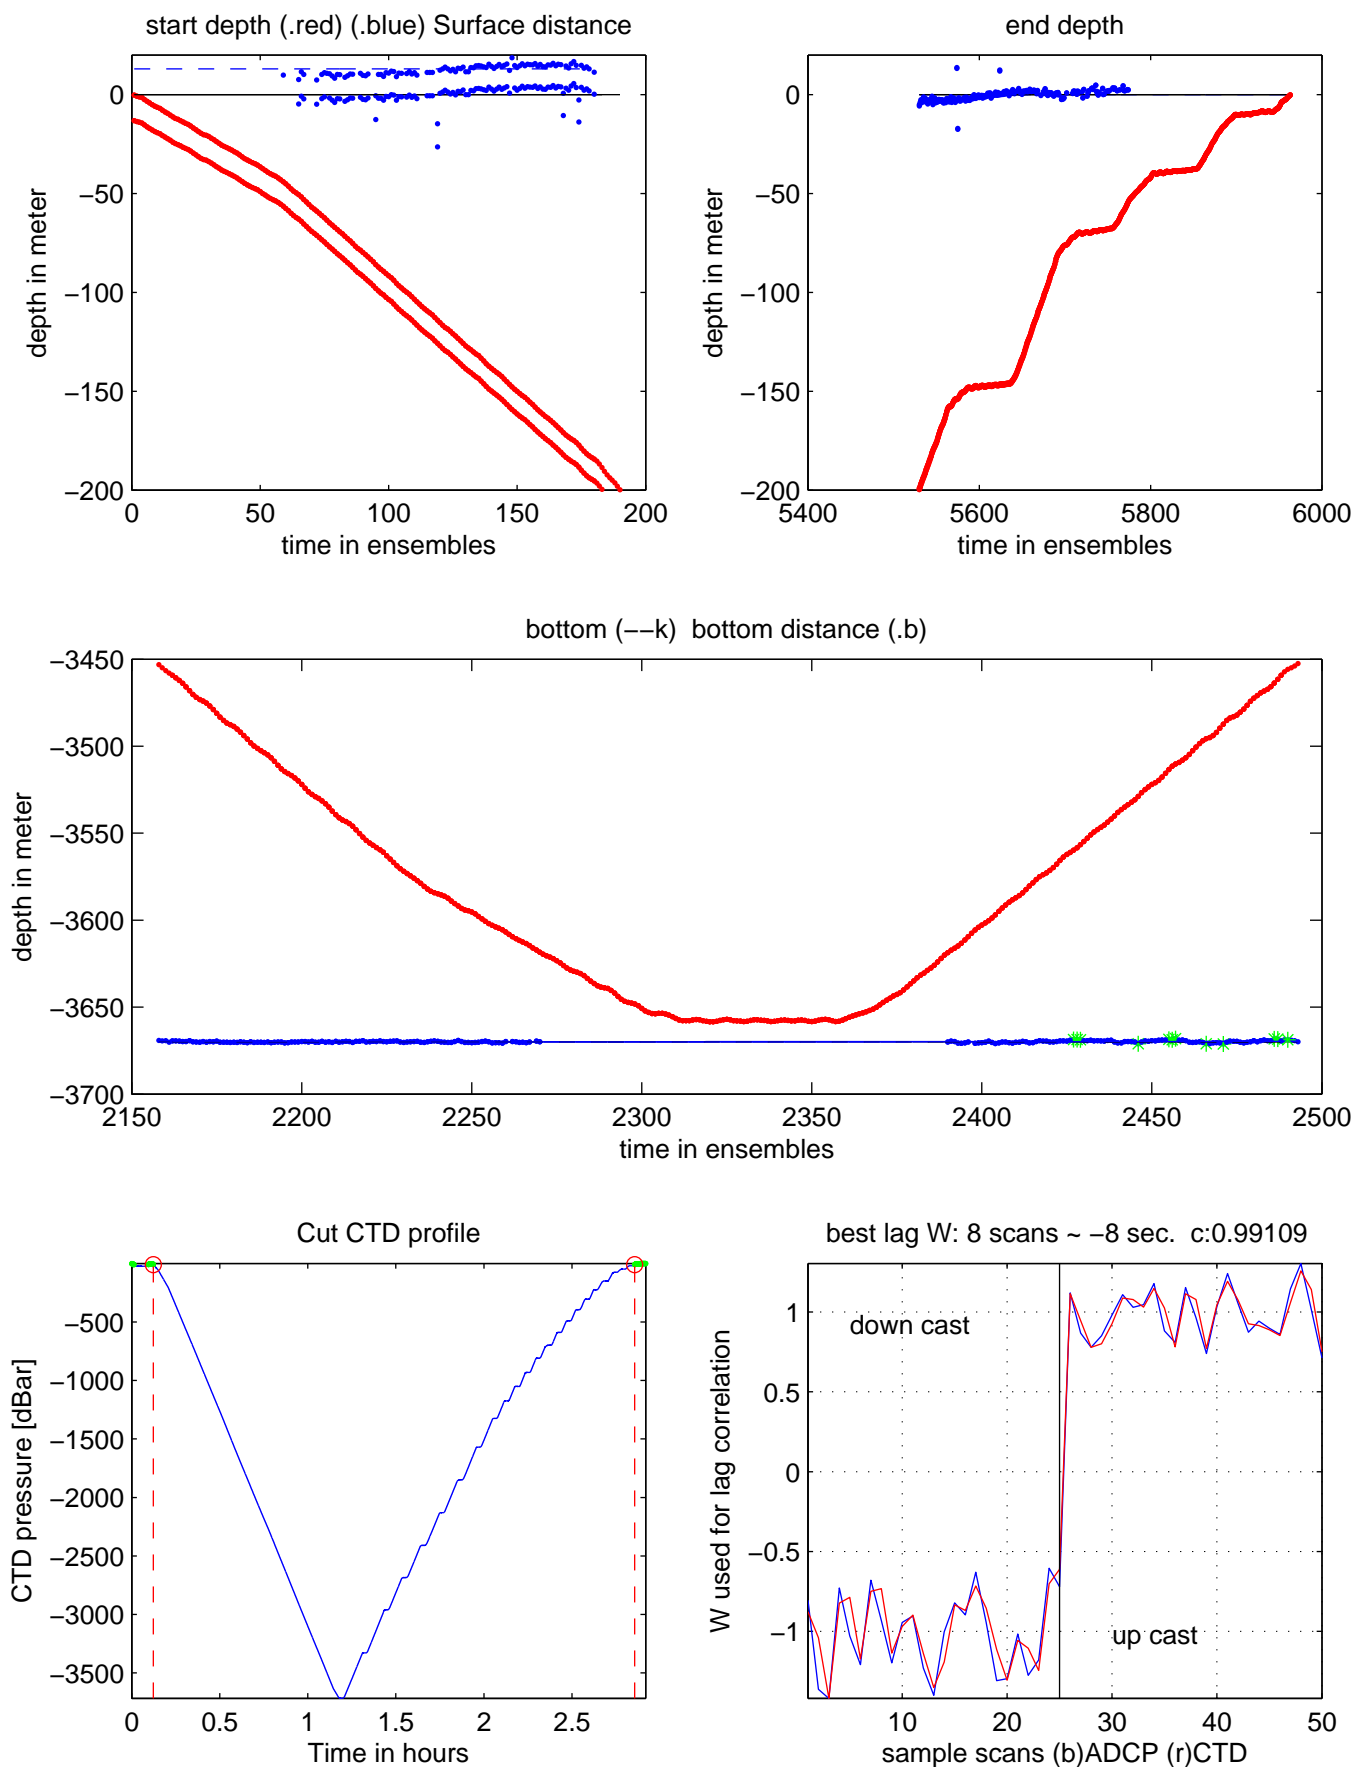 start depth (.red) (.blue) Surface distance
0
−50
−100
−150
−200
depth in meter
0 50 100 150 200
time in ensembles
end depth
0
−50
−100
−150
−200
depth in meter
5400 5600 5800 6000
time in ensembles
bottom (−−k)  bottom distance (.b)
−3450
−3500
−3550
−3600
−3650
−3700
depth in meter
2150 2200 2250 2300 2350 2400 2450 2500
time in ensembles
Cut CTD profile
−500
−1000
−1500
−2000
−2500
−3000
−3500
CTD pressure [dBar]
0 0.5 1 1.5 2 2.5
Time in hours
best lag W: 8 scans ~ −8 sec.  c:0.99109
1
0.5
0
−0.5
−1
W used for lag correlation
down cast
up cast
10 20 30 40 50
sample scans (b)ADCP (r)CTD